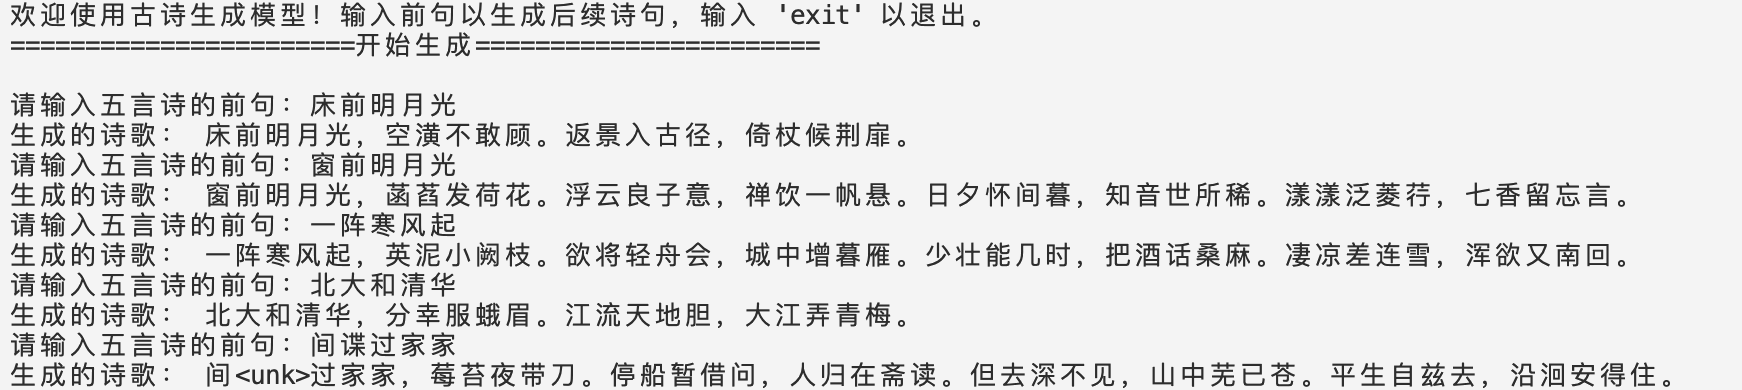 欢迎使用古诗生成模型！输入前句以生成后续诗句，输入 'exit' 以退出。
=======================开始生成=======================
请输入五言诗的前句：床前明月光
生成的诗歌： 床前明月光，空潢不敢顾。返景入古径，倚杖候荆扉。
请输入五言诗的前句：窗前明月光
生成的诗歌： 窗前明月光，菡萏发荷花。浮云良子意，禅饮一帆悬。日夕怀间暮，知音世所稀。漾漾泛菱荇，七香留忘言。
请输入五言诗的前句：一阵寒风起
生成的诗歌： 一阵寒风起，英泥小阙枝。欲将轻舟会，城中增暮雁。少壮能几时，把酒话桑麻。凄凉差连雪，浑欲又南回。
请输入五言诗的前句：北大和清华
生成的诗歌： 北大和清华，分幸服蛾眉。江流天地胆，大江弄青梅。
请输入五言诗的前句：间谍过家家
生成的诗歌： 间<unk>过家家，莓苔夜带刀。停船暂借问，人归在斋读。但去深不见，山中芜已苍。平生自兹去，沿洄安得住。